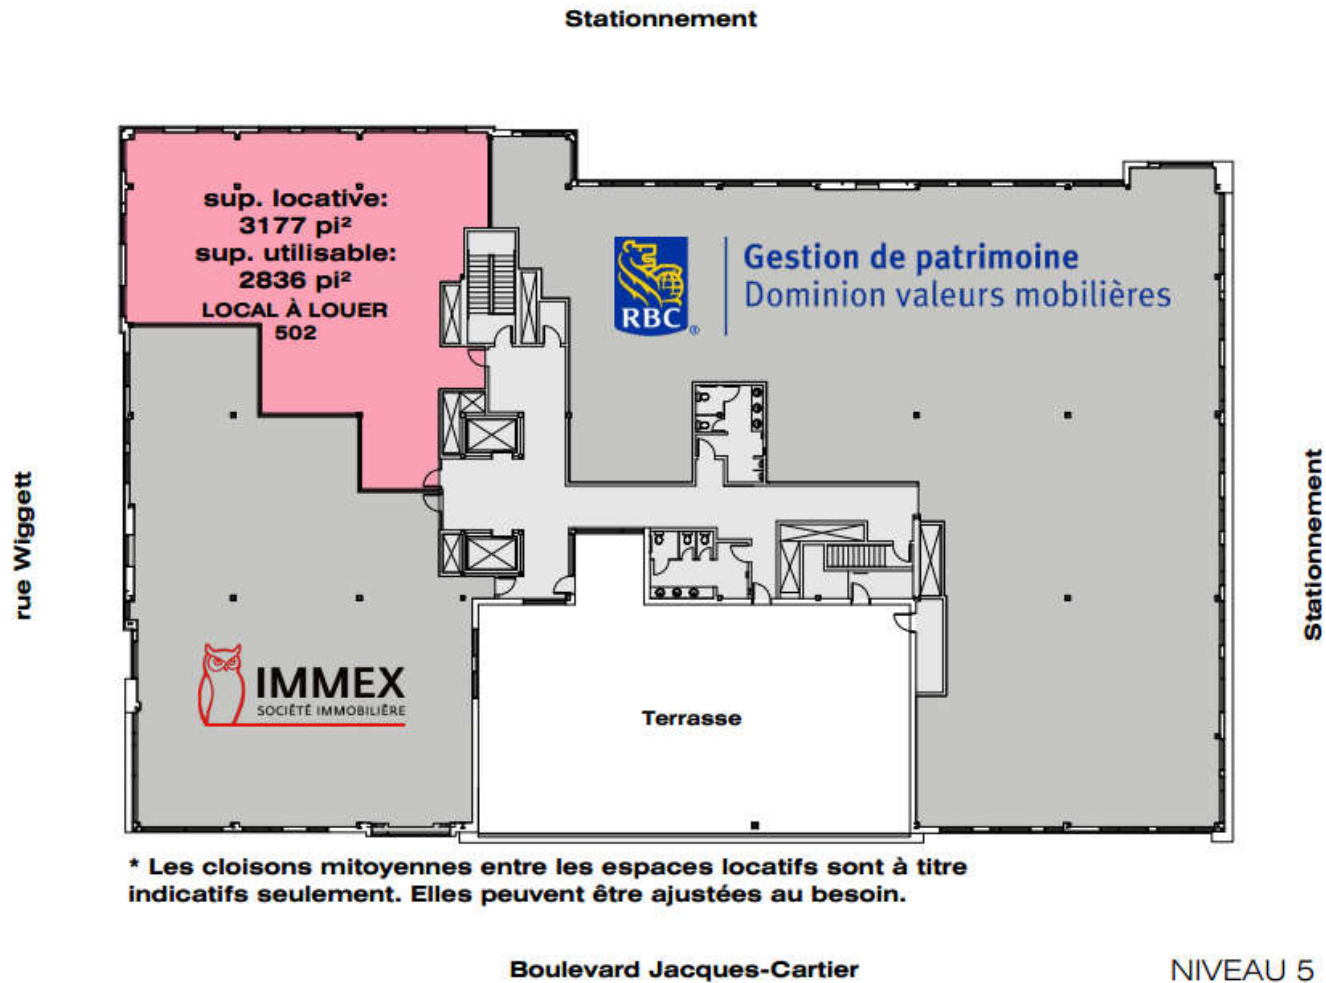 Stationnement
sup. locative:
3177 pi²
sup. utilisable:
2836 pi²
LOCAL À LOUER
502
RBC
®
Gestion de patrimoine
Dominion valeurs mobilières
rue Wiggett
Stationnement
IMMEX
SOCIÉTÉ IMMOBILIÈRE
Terrasse
* Les cloisons mitoyennes entre les espaces locatifs sont à titre
indicatifs seulement. Elles peuvent être ajustées au besoin.
Boulevard Jacques-Cartier
NIVEAU 5